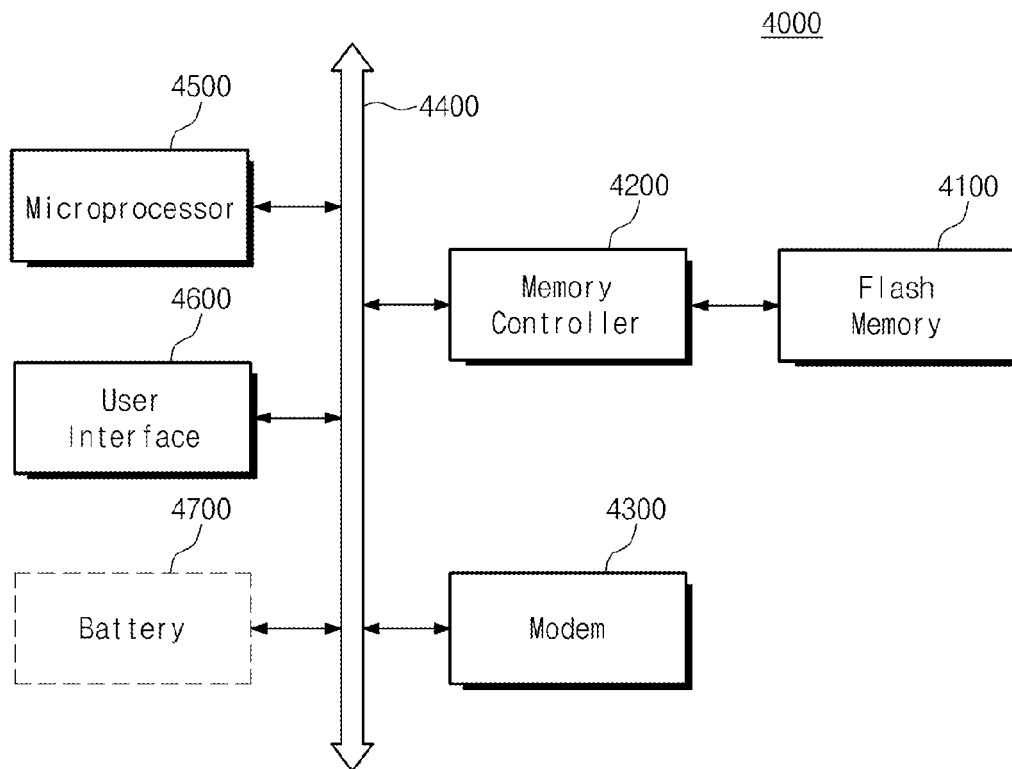 4000
4500
4400
Microprocessor
4200
4100
Memory
Controller
Flash
Memory
4600
User
Interface
4700
4300
Battery
Modem